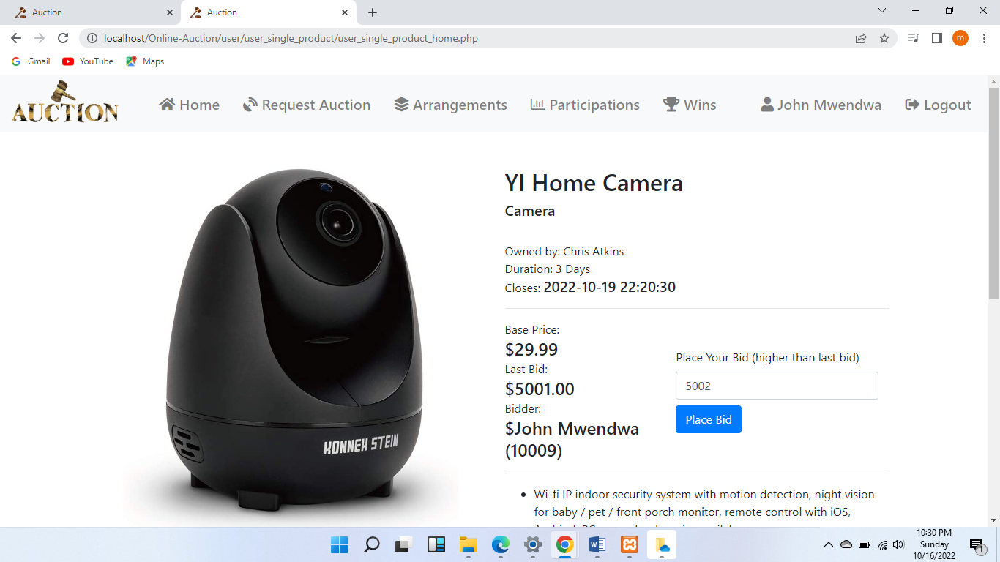 Auction
Auction
localhost/Online-Auction/user/user_single_product/user_single_product_home.php
m
Gmail
YouTube
Maps
AUCTION
Home
Request Auction
Arrangements
Participations
Wins
John Mwendwa
Logout
YI Home Camera
Camera
Owned by: Chris Atkins
Duration: 3 Days
Closes: 2022-10-19 22:20:30
Base Price:
$29.99
Last Bid:
$5001.00
Bidder:
$John Mwendwa
(10009)
Place Your Bid (higher than last bid)
5002
Place Bid
KONNEK STEIN
Wi-fi IP indoor security system with motion detection, night vision
for baby / pet / front porch monitor, remote control with iOS,
10:30 PM
Sunday
10/16/2022
1